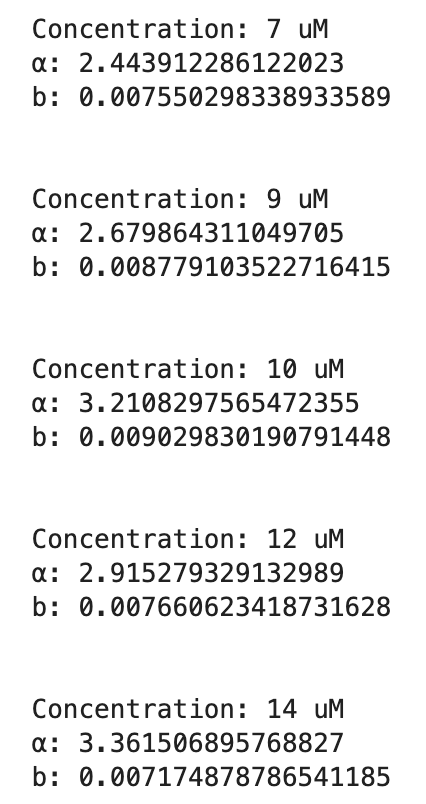 Concentration: 7 uM
α: 2.443912286122023
b: 0.007550298338933589
Concentration: 9 uM
α: 2.679864311049705
b: 0.008779103522716415
Concentration: 10 uM
α: 3.2108297565472355
b: 0.009029830190791448
Concentration: 12 uM
α: 2.915279329132989
b: 0.007660623418731628
Concentration: 14 uM
α: 3.361506895768827
b: 0.007174878786541185